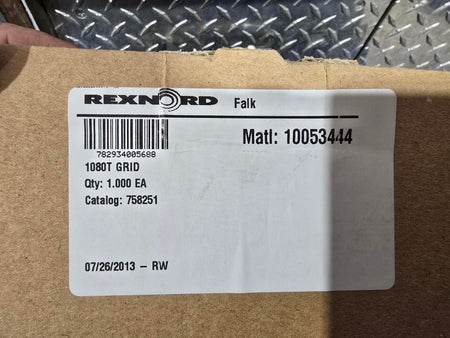 REXNORD Falk
Matl: 10053444
782934005688
1080T GRID
Qty: 1.000 EA
Catalog: 758251
07/26/2013 - RW